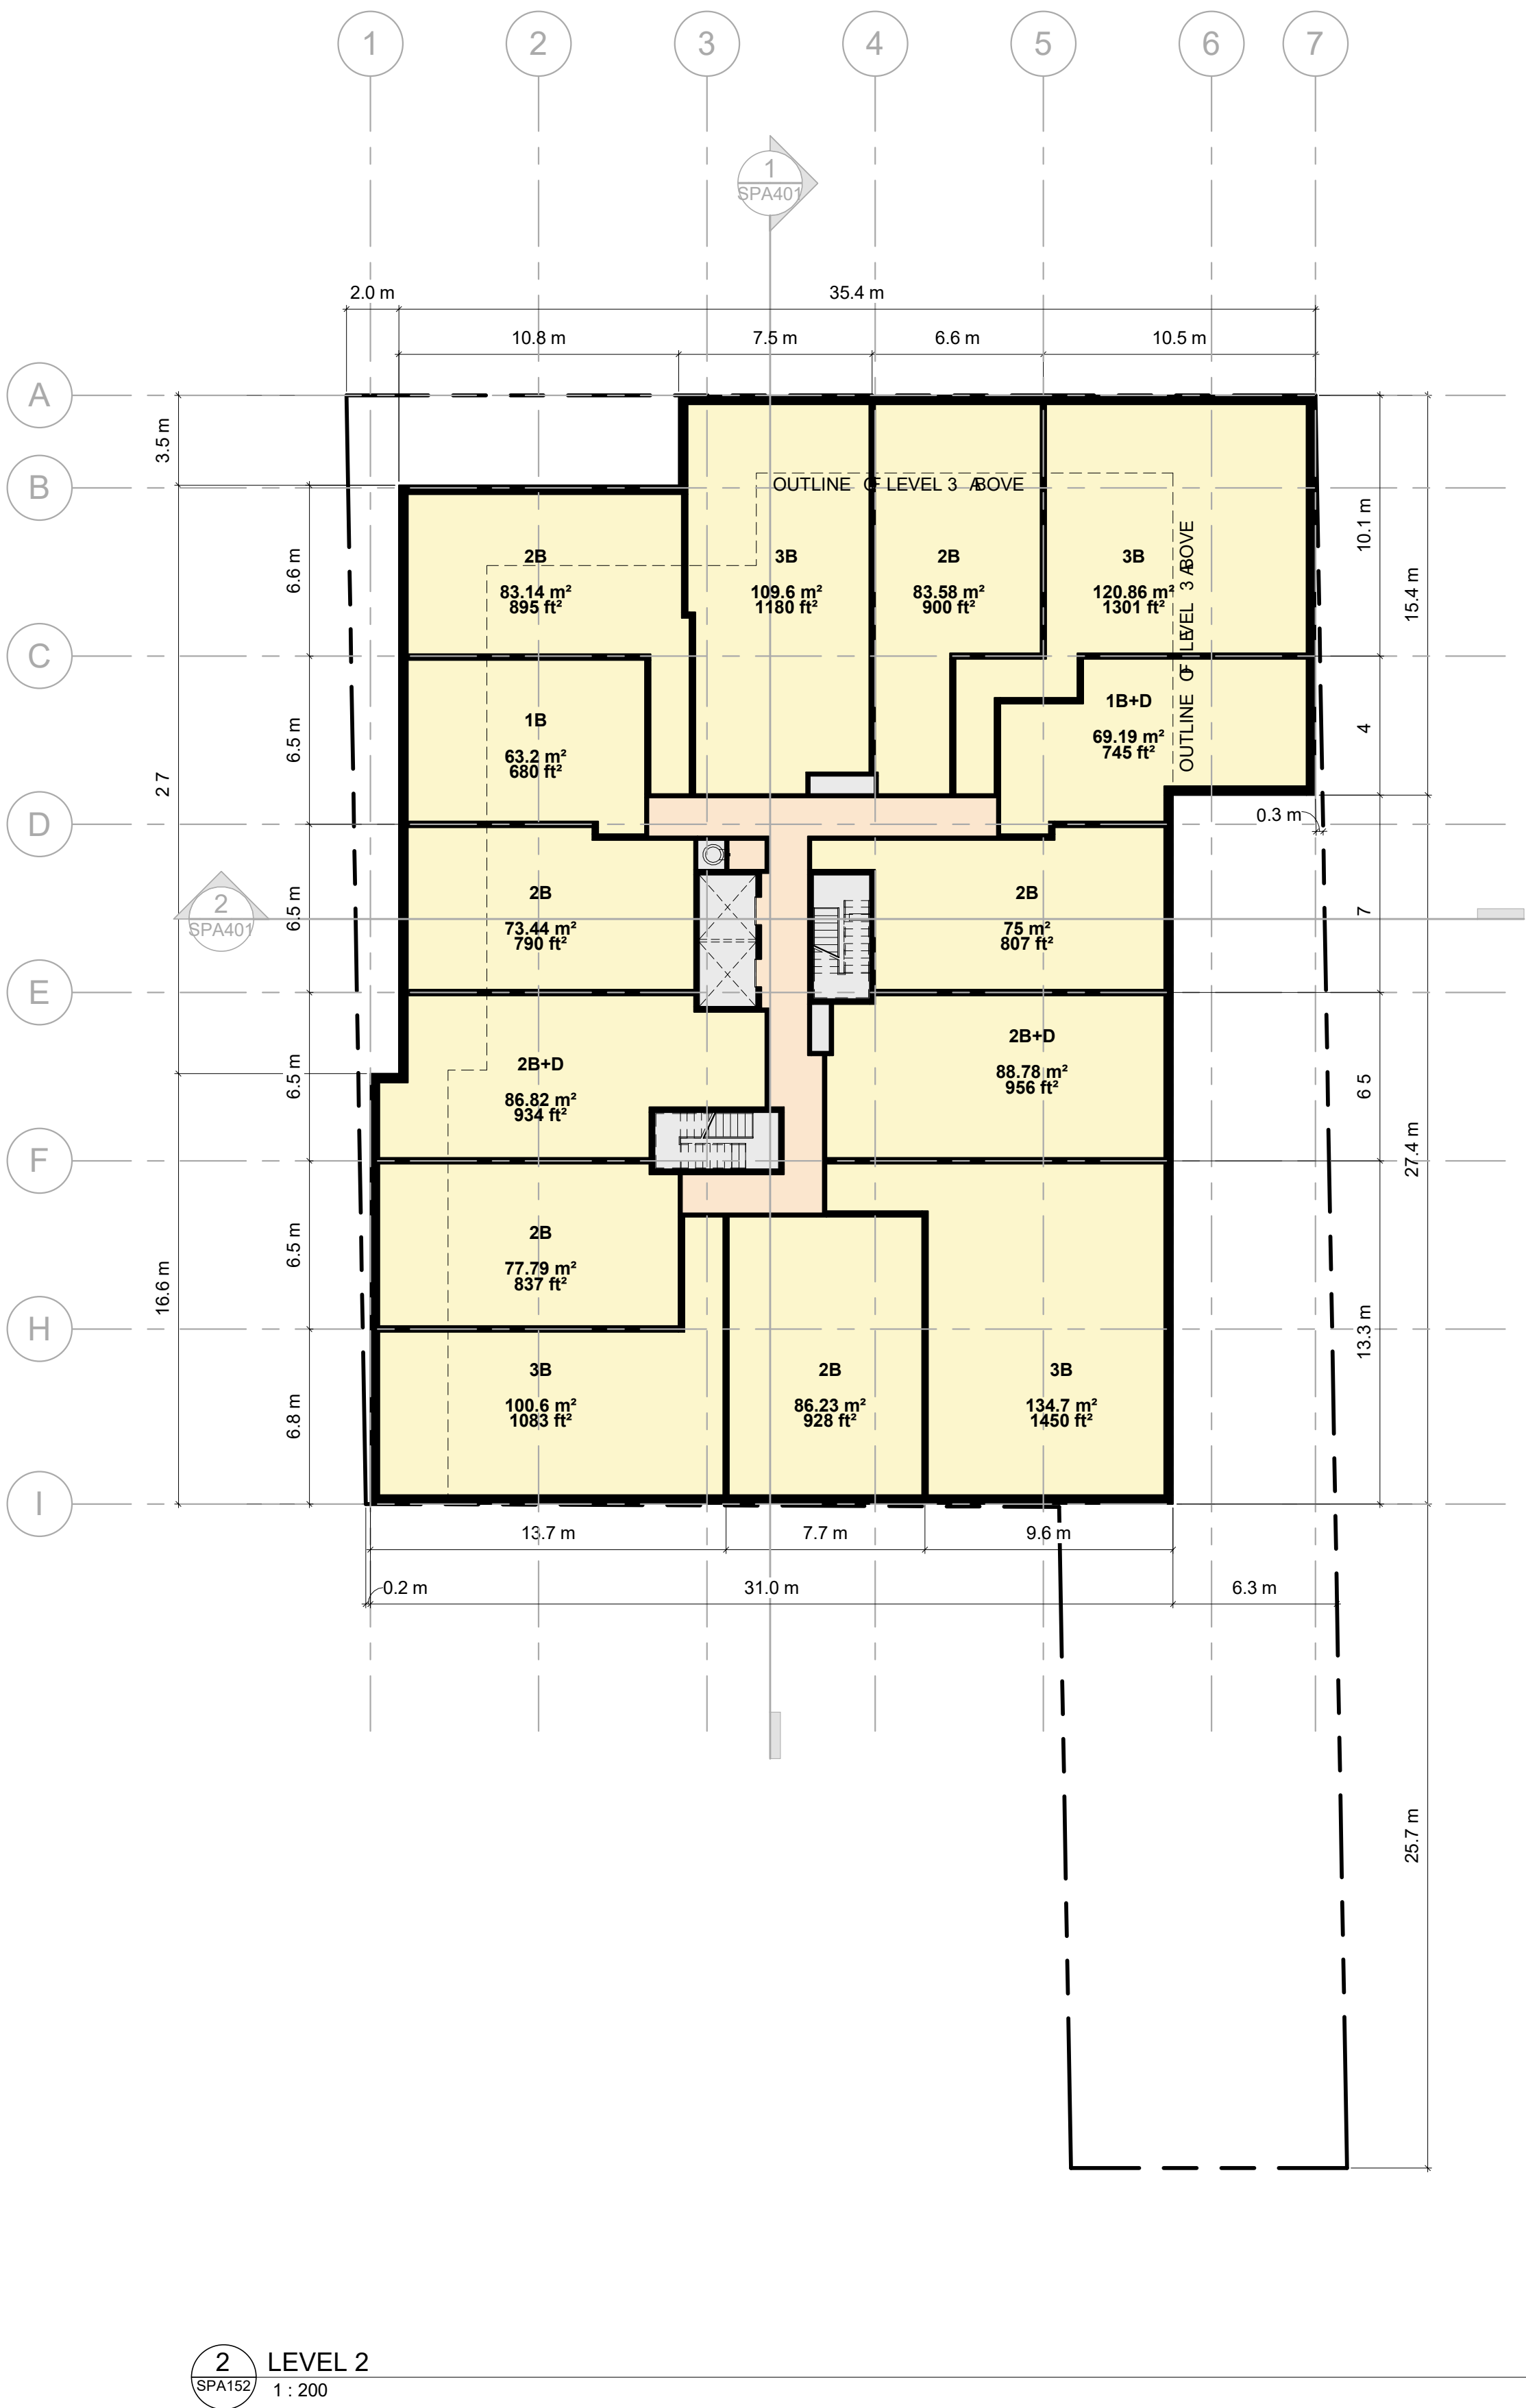 1 2 3 4 5 6 7
1
SPA401
2.0 m 35.4 m
10.8 m 7.5 m 6.6 m 10.5 m
A
B
C
D
E
F
H
I
3.5 m
27
16.6 m
6.6 m
6.5 m
6.5 m
6.5 m
6.5 m
6.8 m
OUTLINE OF LEVEL 3 ABOVE
OUTLINE OF LEVEL 3 ABOVE
2B
83.14 m²
895 ft²
3B
109.6 m²
1180 ft²
2B
83.58 m²
900 ft²
3B
120.86 m²
1301 ft²
1B
63.2 m²
680 ft²
1B+D
69.19 m²
745 ft²
2B
73.44 m²
790 ft²
2B
75 m²
807 ft²
2B+D
86.82 m²
934 ft²
2B+D
88.78 m²
956 ft²
2B
77.79 m²
837 ft²
3B
100.6 m²
1083 ft²
2B
86.23 m²
928 ft²
3B
134.7 m²
1450 ft²
2
SPA401
10.1 m
4
7
6 5
13.3 m
15.4 m
27.4 m
25.7 m
0.3 m
13.7 m 7.7 m 9.6 m
0.2 m 31.0 m 6.3 m
2
SPA152
LEVEL 2
1 : 200